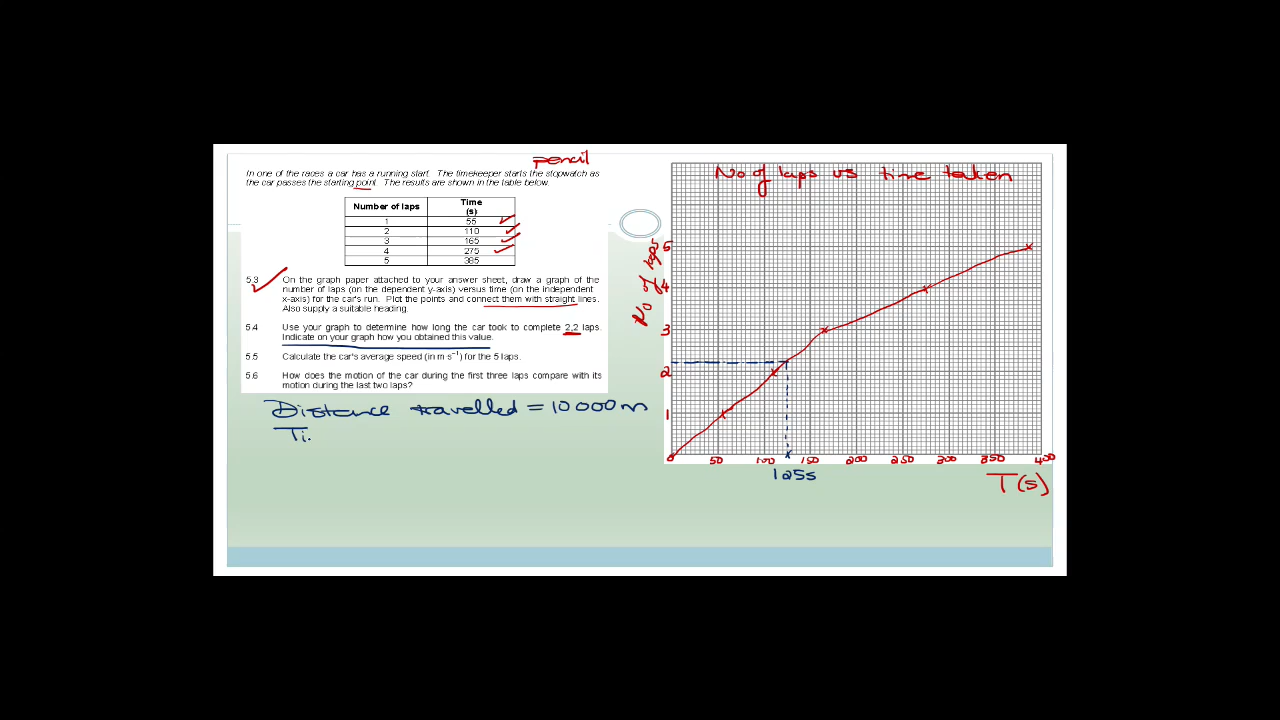 pencil
In one of the races a car has a running start. The timekeeper starts the stopwatch as
the car passes the starting point. The results are shown in the table below.
Number of laps Time (s)
1 55
2 110
3 165
4 275
5 385
5.3 On the graph paper attached to your answer sheet, draw a graph of the
number of laps (on the dependent y-axis) versus time (on the independent
x-axis) for the car's run. Plot the points and connect them with straight lines.
Also supply a suitable heading.
5.4 Use your graph to determine how long the car took to complete 2,2 laps.
Indicate on your graph how you obtained this value.
5.5 Calculate the car's average speed (in m·s⁻¹) for the 5 laps.
5.6 How does the motion of the car during the first three laps compare with its
motion during the last two laps?
Distance travelled = 10 000m
Ti.
No of laps vs time taken
No of laps
5
4
3
2
1
0 50 100 150 200 250 300 350 400
125s
T(s)